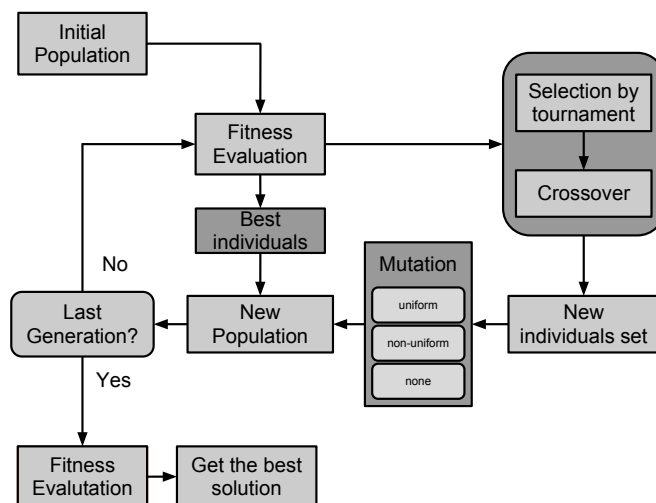 Initial
Population
Selection by
tournament
Fitness
Evaluation
Crossover
Best
individuals
No
Mutation
uniform
non-uniform
none
Last
Generation?
New
Population
New
individuals set
Yes
Fitness
Evalutation
Get the best
solution